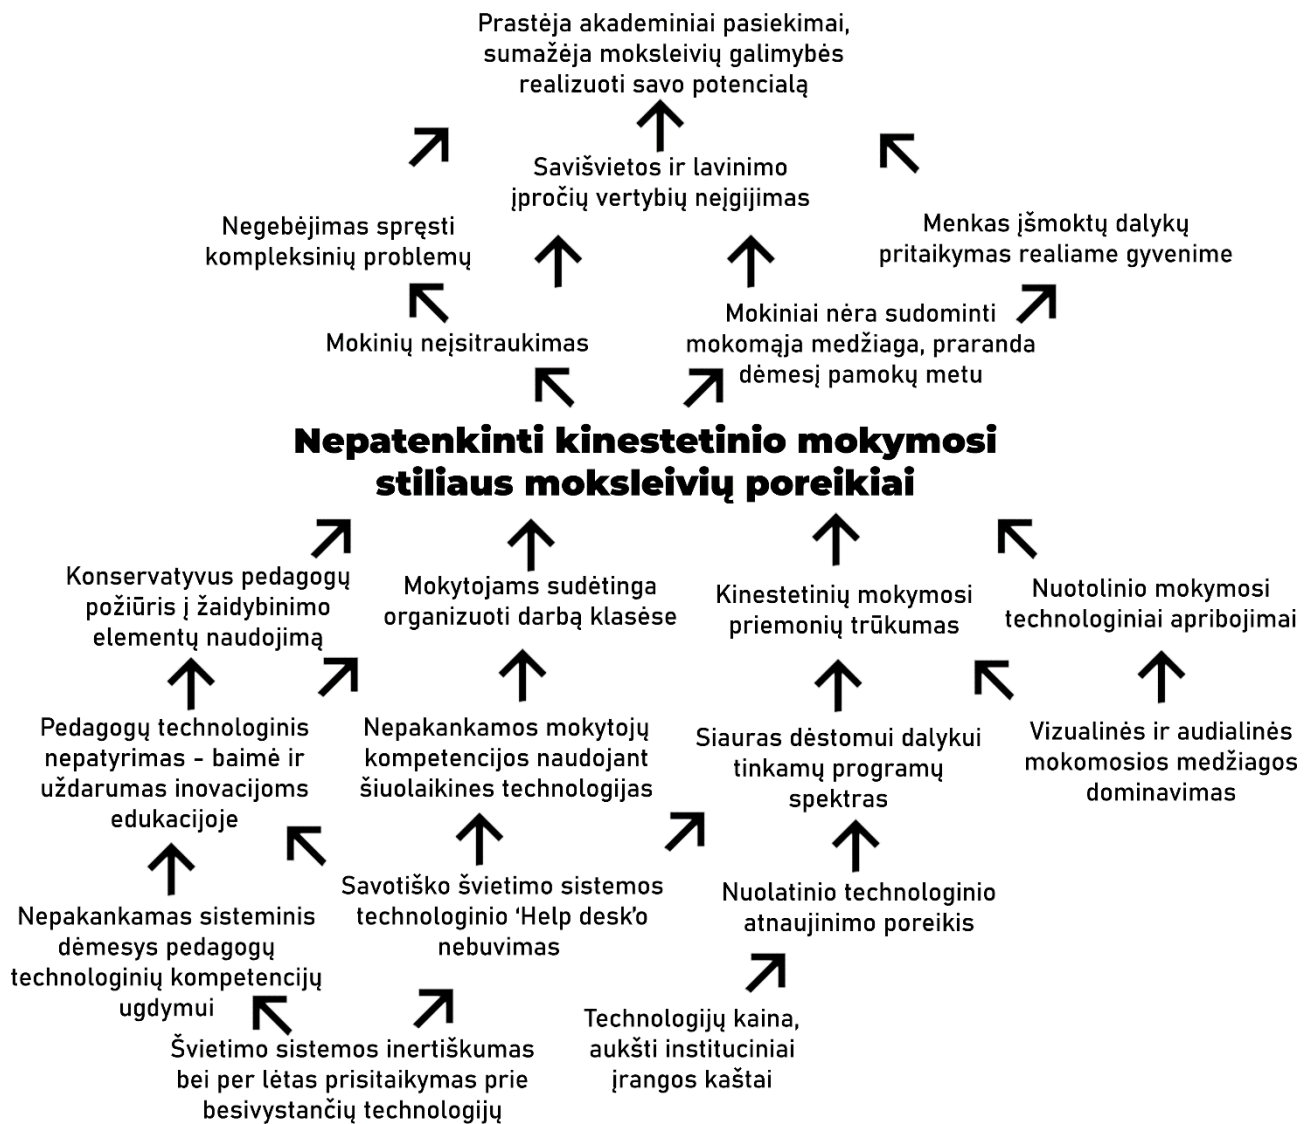 Prastėja akademiniai pasiekimai,
sumažėja moksleivių galimybės
realizuoti savo potencialą
Savišvietos ir lavinimo
įpročių vertybių neįgijimas
Negebėjimas spręsti
kompleksinių problemų
Menkas įšmoktų dalykų
pritaikymas realiame gyvenime
Mokinių neįsitraukimas
Mokiniai nėra sudominti
mokomąja medžiaga, praranda
dėmesį pamokų metu
Nepatenkinti kinestetinio mokymosi
stiliaus moksleivių poreikiai
Konservatyvus pedagogų
požiūris į žaidybinimo
elementų naudojimą
Mokytojams sudėtinga
organizuoti darbą klasėse
Kinestetinių mokymosi
priemonių trūkumas
Nuotolinio mokymosi
technologiniai apribojimai
Pedagogų technologinis
nepatyrimas - baimė ir
uždarumas inovacijoms
edukacijoje
Nepakankamos mokytojų
kompetencijos naudojant
šiuolaikines technologijas
Siauras dėstomui dalykui
tinkamų programų
spektras
Vizualinės ir audialinės
mokomosios medžiagos
dominavimas
Nepakankamas sisteminis
dėmesys pedagogų
technologinių kompetencijų
ugdymui
Savotiško švietimo sistemos
technologinio ‘Help desk’o
nebuvimas
Nuolatinio technologinio
atnaujinimo poreikis
Švietimo sistemos inertiškumas
bei per lėtas prisitaikymas prie
besivystančių technologijų
Technologijų kaina,
aukšti instituciniai
įrangos kaštai